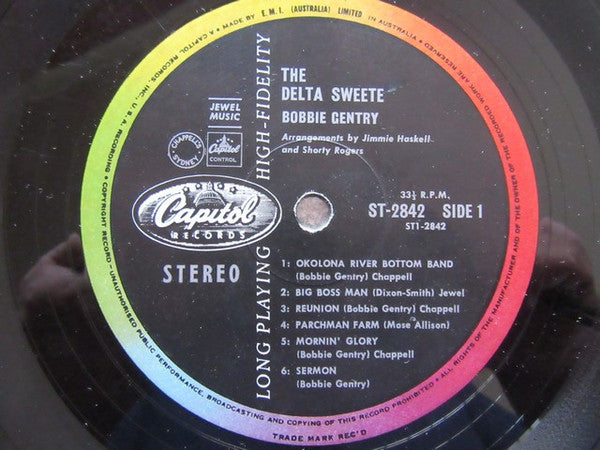 MADE BY E.M.I. (AUSTRALIA) LIMITED IN AUSTRALIA
ALL RIGHTS OF THE MANUFACTURER AND OF THE OWNER OF THE RECORDED WORK ARE RESERVED
A CAPITOL RECORDS, INC., U.S.A. RECORDING
COPYRIGHT RECORD - UNAUTHORISED PUBLIC PERFORMANCE, BROADCASTING AND COPYING OF THIS RECORD PROHIBITED
TRADE MARK REC'D
LONG PLAYING HIGH-FIDELITY
THE
DELTA SWEETE
BOBBIE GENTRY
Arrangements by Jimmie Haskell
and Shorty Rogers
JEWEL
MUSIC
CHAPPELL'S
SYDNEY
Capitol
CONTROL
Capitol
RECORDS
STEREO
33⅓ R.P.M.
ST-2842 SIDE 1
ST1-2842
1: OKOLONA RIVER BOTTOM BAND
(Bobbie Gentry) Chappell
2: BIG BOSS MAN (Dixon-Smith) Jewel
3: REUNION (Bobbie Gentry) Chappell
4: PARCHMAN FARM (Mose Allison)
5: MORNIN' GLORY
(Bobbie Gentry) Chappell
6: SERMON
(Bobbie Gentry)